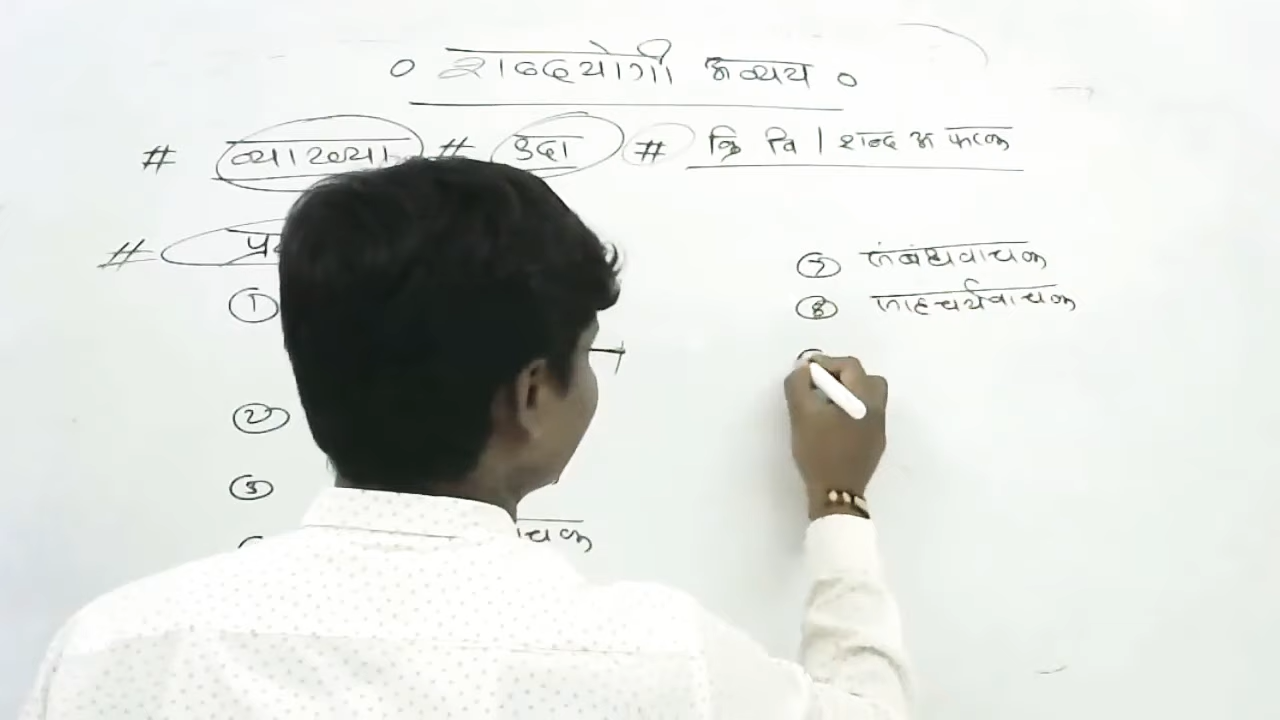 ० शब्दयोगी अव्यय ०
# व्याख्या # उदा # क्रि वि | शब्द अ फरक
#
①
②
③
वाचक
⑦ संबंधवाचक
⑧ साहचर्यवाचक